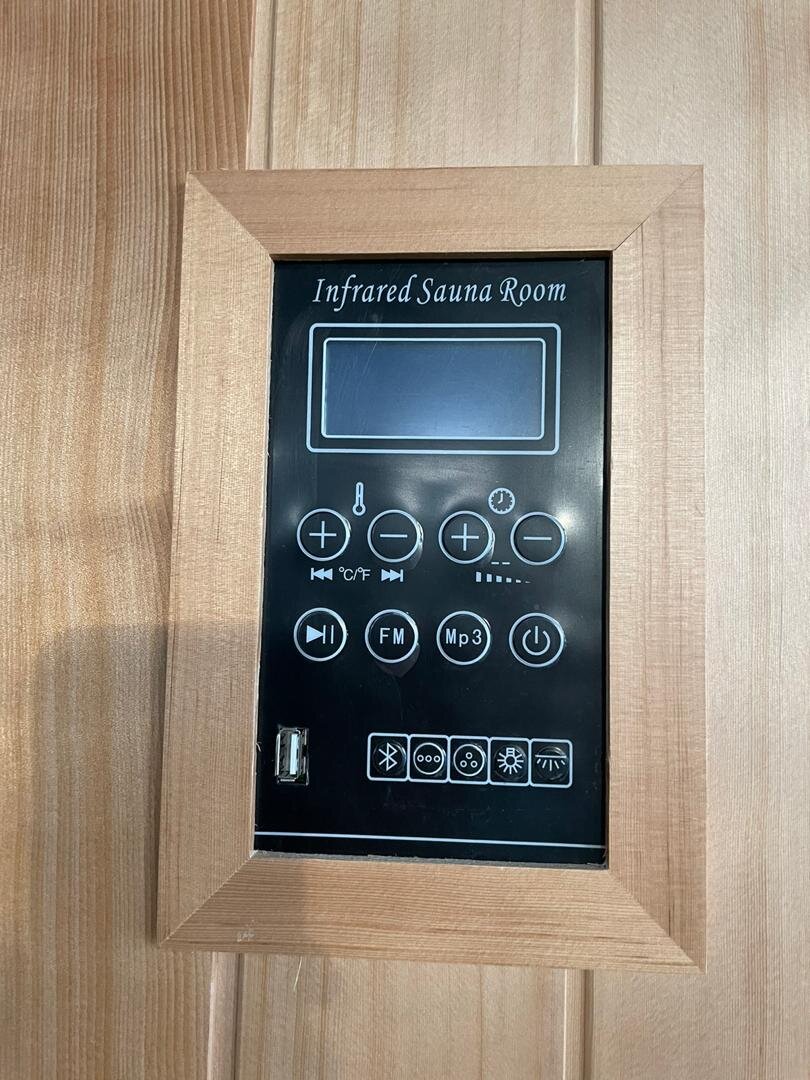 Infrared Sauna Room
+ − + −
°C/°F
FM Mp3